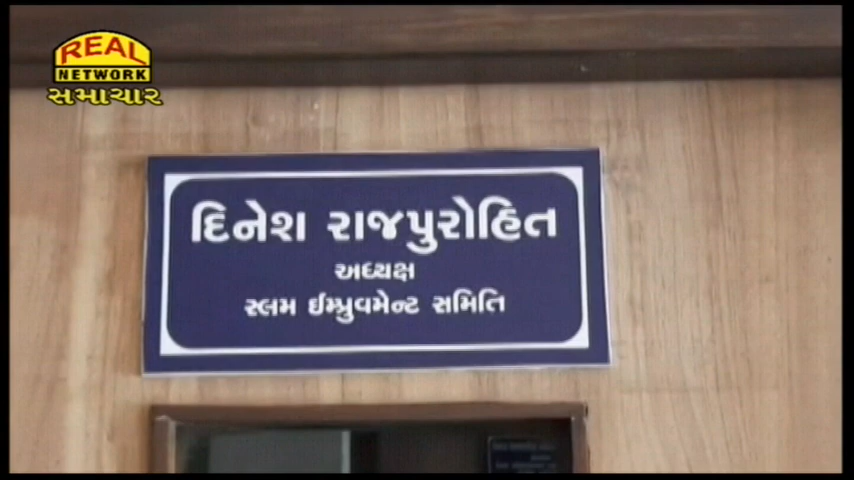 REAL
NETWORK
સમાચાર
દિનેશ રાજપુરોહિત
અધ્યક્ષ
સ્લમ ઈમ્પ્રુવમેન્ટ સમિતિ